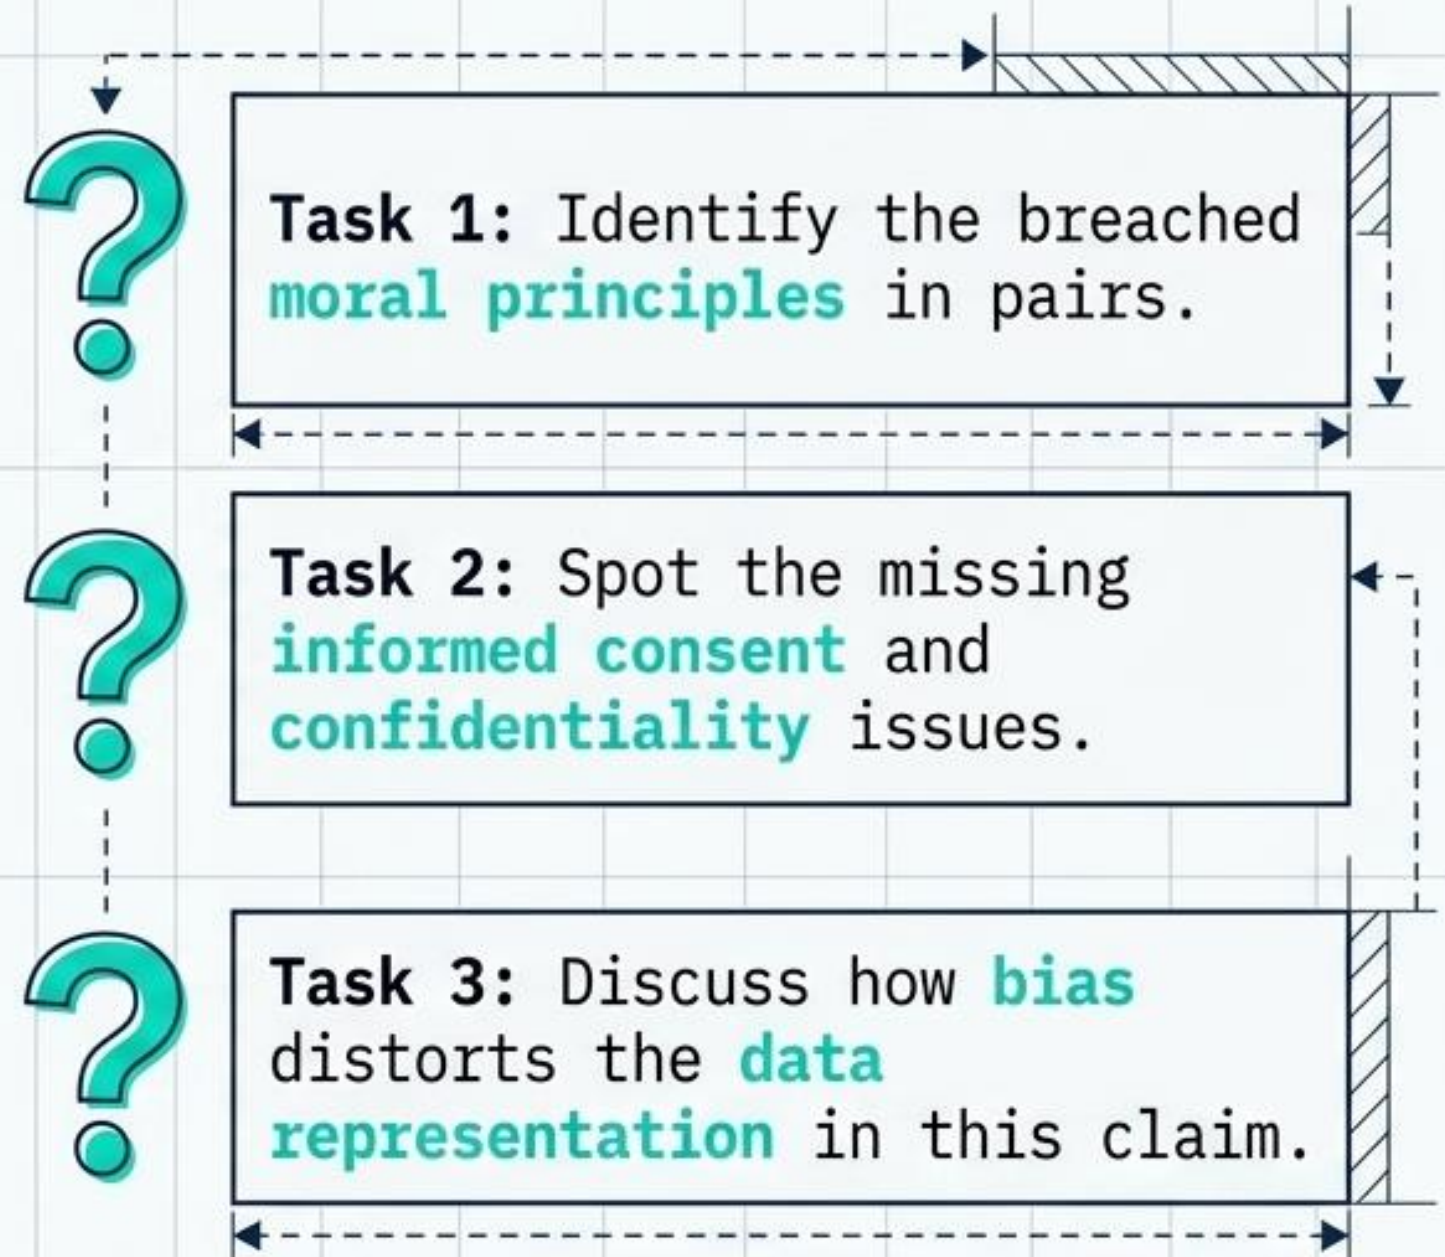 Task 1: Identify the breached
moral principles in pairs.
Task 2: Spot the missing
informed consent and
confidentiality issues.
Task 3: Discuss how bias
distorts the data
representation in this claim.